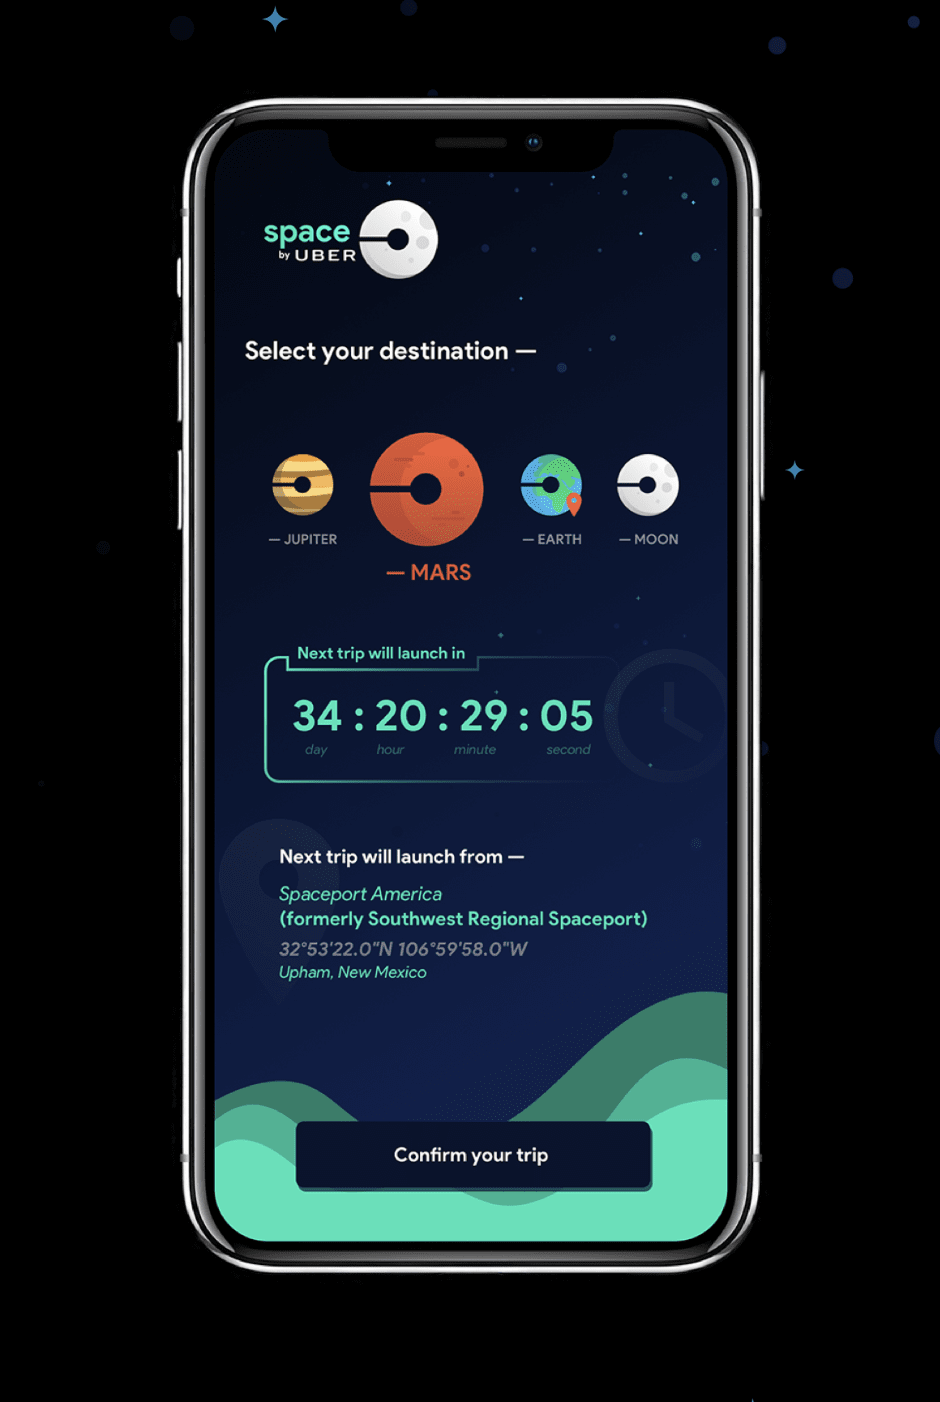 space
by UBER
Select your destination —
— JUPITER
— MARS
— EARTH
— MOON
Next trip will launch in
34 : 20 : 29 : 05
day hour minute second
Next trip will launch from —
Spaceport America
(formerly Southwest Regional Spaceport)
32°53'22.0"N 106°59'58.0"W
Upham, New Mexico
Confirm your trip